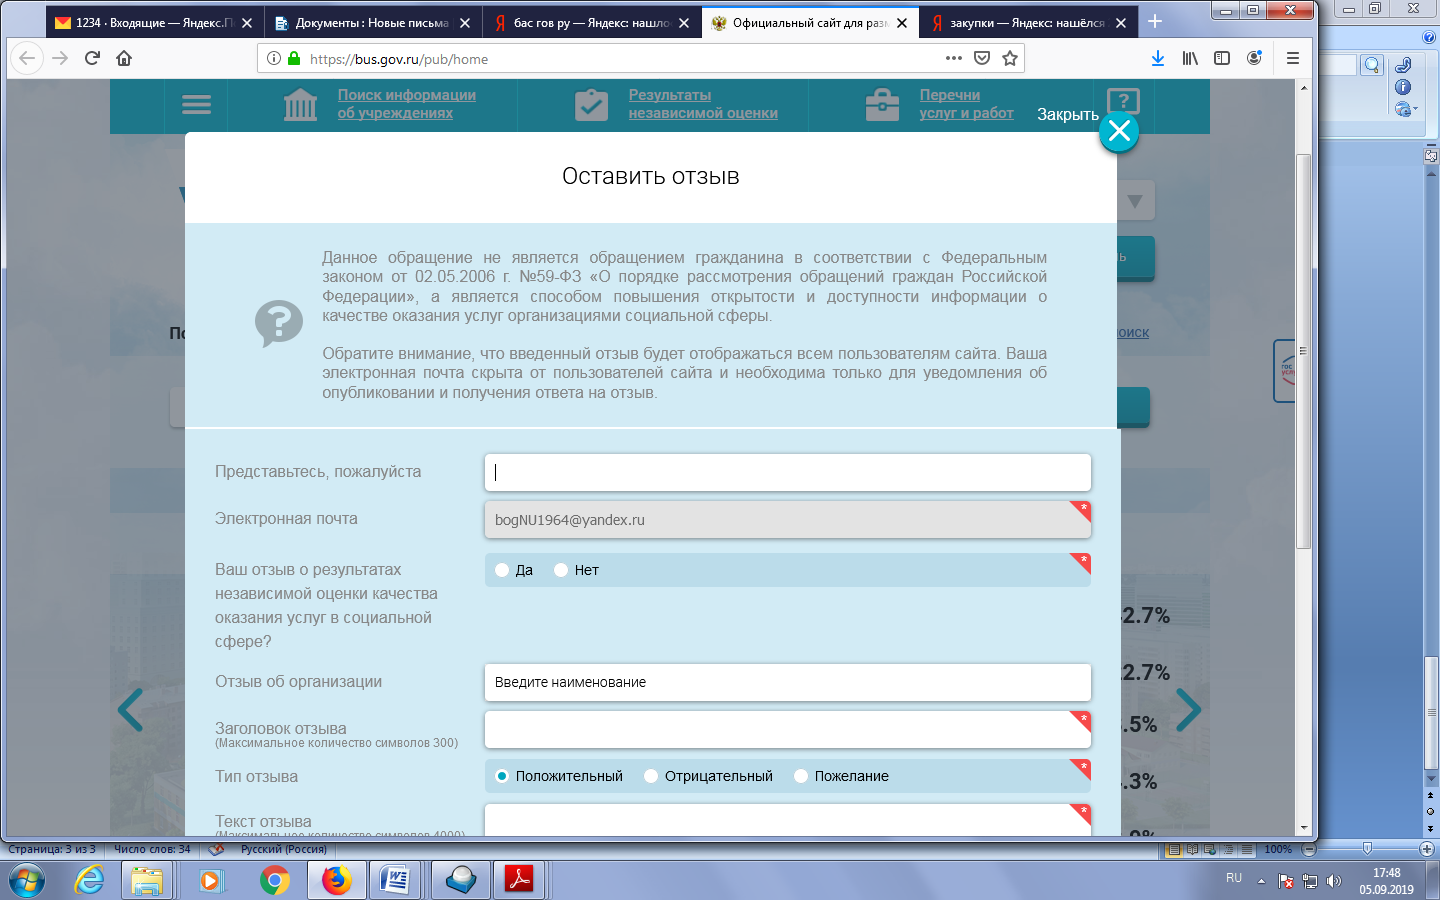 1234 · Входящие — Яндекс.П
Документы : Новые письма
бас гов ру — Яндекс: нашло
Официальный сайт для раз
закупки — Яндекс: нашёлся
https://bus.gov.ru/pub/home
Поиск информации
об учреждениях
Результаты
независимой оценки
Перечни
услуг и работ
Закрыть
Оставить отзыв
Данное обращение не является обращением гражданина в соответствии с Федеральным
законом от 02.05.2006 г. №59-ФЗ «О порядке рассмотрения обращений граждан Российской
Федерации», а является способом повышения открытости и доступности информации о
качестве оказания услуг организациями социальной сферы.
Обратите внимание, что введенный отзыв будет отображаться всем пользователям сайта. Ваша
электронная почта скрыта от пользователей сайта и необходима только для уведомления об
опубликовании и получения ответа на отзыв.
По
оиск
Представьтесь, пожалуйста
Электронная почта
bogNU1964@yandex.ru
*
Ваш отзыв о результатах
независимой оценки качества
оказания услуг в социальной
сфере?
Да Нет
*
2.7%
Отзыв об организации
Введите наименование
2.7%
Заголовок отзыва
(Максимальное количество символов 300)
*
.5%
Тип отзыва
Положительный Отрицательный Пожелание
*
.3%
Текст отзыва
(Максимальное количество символов 4000)
*
Страница: 3 из 3 Число слов: 34 Русский (Россия)
100%
RU
17:48
05.09.2019